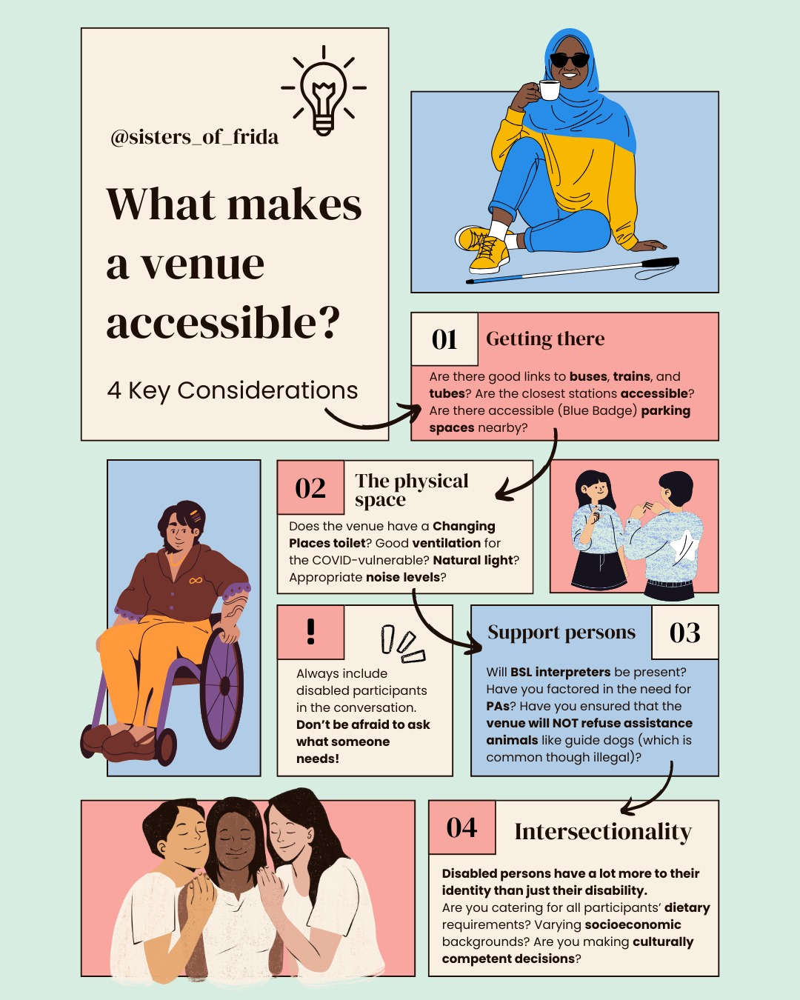 @sisters_of_frida
What makes
a venue
accessible?
4 Key Considerations
01
Getting there
Are there good links to buses, trains, and
tubes? Are the closest stations accessible?
Are there accessible (Blue Badge) parking
spaces nearby?
02
The physical
space
Does the venue have a Changing
Places toilet? Good ventilation for
the COVID-vulnerable? Natural light?
Appropriate noise levels?
!
Always include
disabled participants
in the conversation.
Don't be afraid to ask
what someone
needs!
Support persons
03
Will BSL interpreters be present?
Have you factored in the need for
PAs? Have you ensured that the
venue will NOT refuse assistance
animals like guide dogs (which is
common though illegal)?
04
Intersectionality
Disabled persons have a lot more to their
identity than just their disability.
Are you catering for all participants' dietary
requirements? Varying socioeconomic
backgrounds? Are you making culturally
competent decisions?